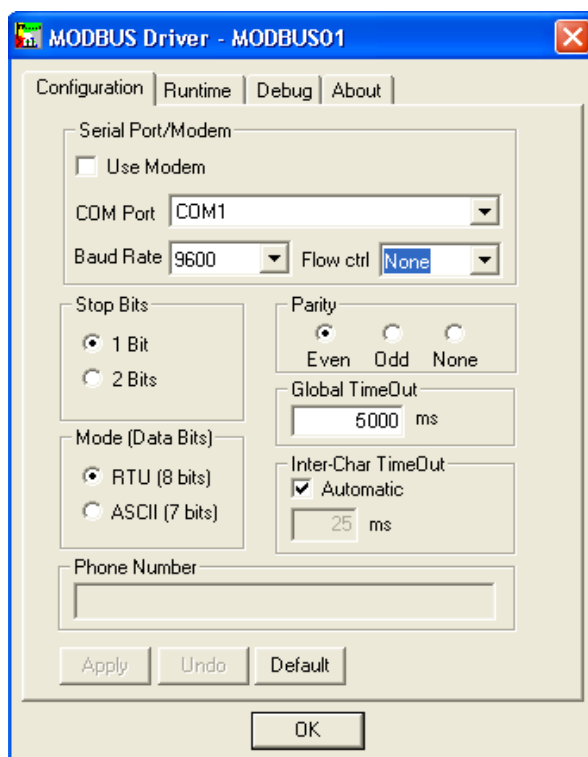 MODBUS Driver - MODBUS01
Configuration Runtime Debug About
Serial Port/Modem
Use Modem
COM Port COM1
Baud Rate 9600 Flow ctrl None
Stop Bits
1 Bit
2 Bits
Parity
Even Odd None
Global TimeOut
5000 ms
Mode (Data Bits)
RTU (8 bits)
ASCII (7 bits)
Inter-Char TimeOut
Automatic
25 ms
Phone Number
Apply Undo Default
OK